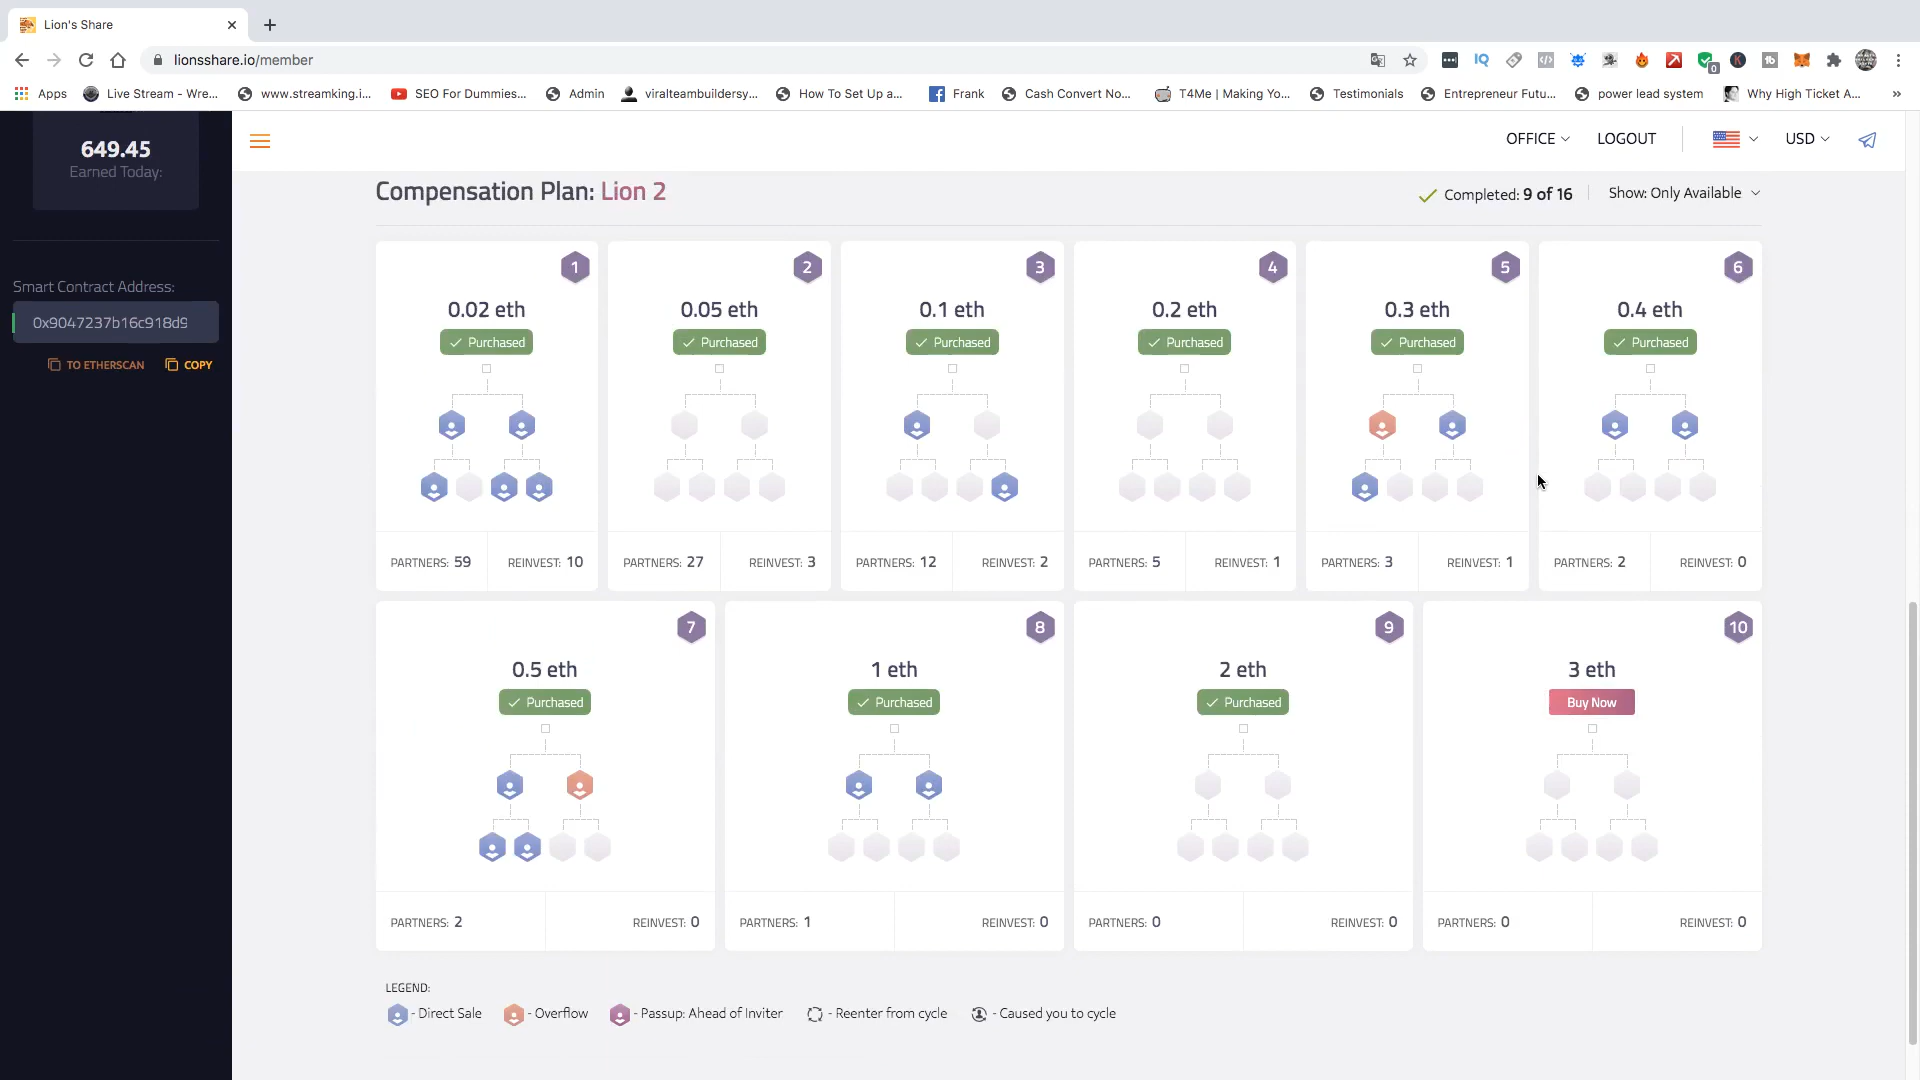 Lion's Share
lionsshare.io/member
Apps
Live Stream - Wre...
www.streamking.i...
SEO For Dummies...
Admin
viralteambuildersy...
How To Set Up a...
Frank
Cash Convert No...
T4Me | Making Yo...
Testimonials
Entrepreneur Futu...
power lead system
Why High Ticket A...
»
649.45
Earned Today:
Smart Contract Address:
0x9047237b16c918d9
TO ETHERSCAN
COPY
OFFICE
LOGOUT
USD
Compensation Plan: Lion 2
Completed: 9 of 16
Show: Only Available
1
0.02 eth
Purchased
PARTNERS: 59
REINVEST: 10
2
0.05 eth
Purchased
PARTNERS: 27
REINVEST: 3
3
0.1 eth
Purchased
PARTNERS: 12
REINVEST: 2
4
0.2 eth
Purchased
PARTNERS: 5
REINVEST: 1
5
0.3 eth
Purchased
PARTNERS: 3
REINVEST: 1
6
0.4 eth
Purchased
PARTNERS: 2
REINVEST: 0
7
0.5 eth
Purchased
PARTNERS: 2
REINVEST: 0
8
1 eth
Purchased
PARTNERS: 1
REINVEST: 0
9
2 eth
Purchased
PARTNERS: 0
REINVEST: 0
10
3 eth
Buy Now
PARTNERS: 0
REINVEST: 0
LEGEND:
- Direct Sale
- Overflow
- Passup: Ahead of Inviter
- Reenter from cycle
- Caused you to cycle